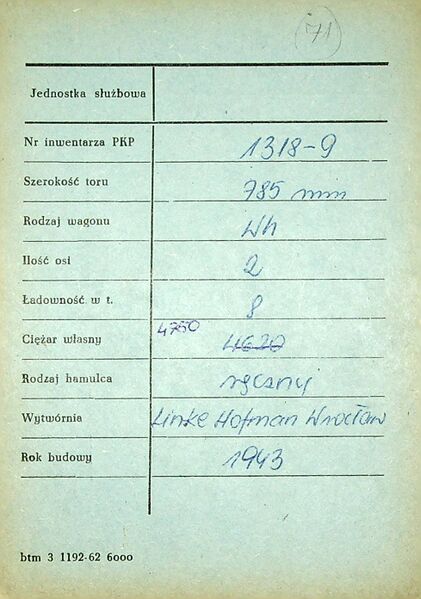 (71)
Jednostka służbowa
Nr inwentarza PKP 1318-9
Szerokość toru 785 mm
Rodzaj wagonu Wh
Ilość osi 2
Ładowność w t. 8
Ciężar własny 4750 4620
Rodzaj hamulca ręczny
Wytwórnia Linke Hofman Wrocław
Rok budowy 1943
btm 3 1192-62 6000